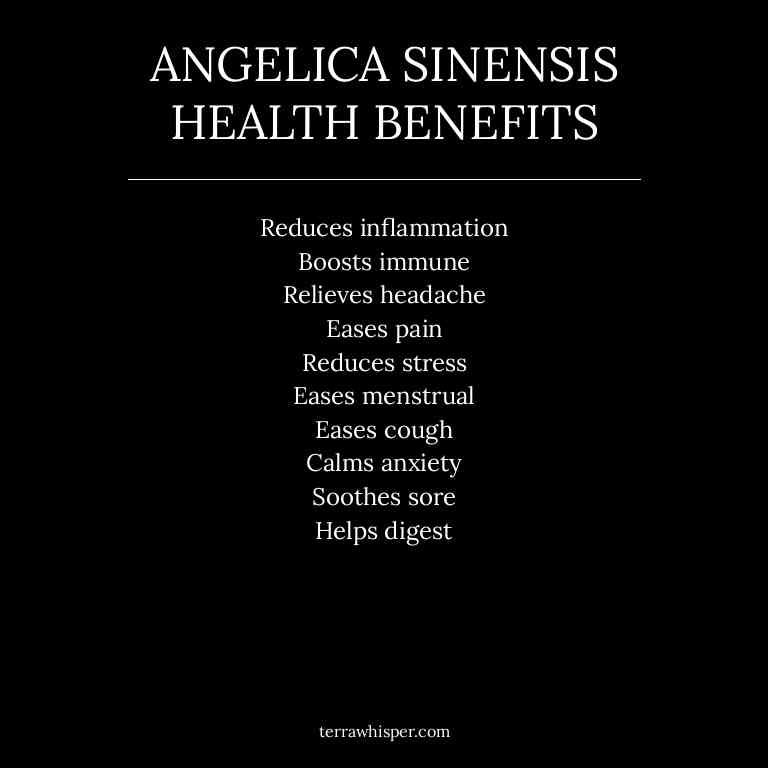 ANGELICA SINENSIS
HEALTH BENEFITS
Reduces inflammation
Boosts immune
Relieves headache
Eases pain
Reduces stress
Eases menstrual
Eases cough
Calms anxiety
Soothes sore
Helps digest
terrawhisper.com